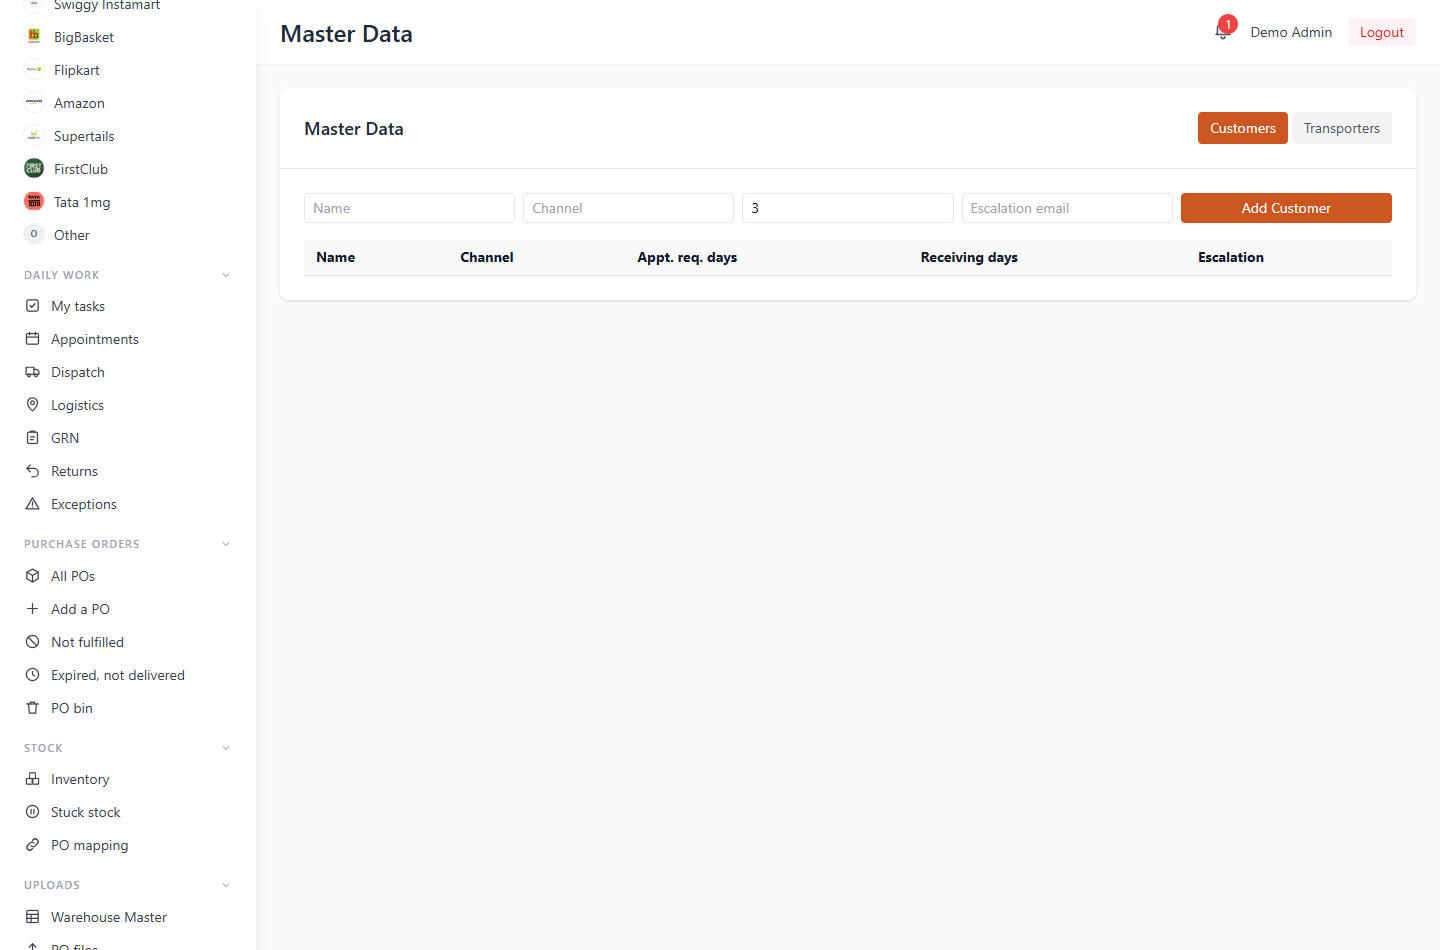 Swiggy Instamart
BigBasket
Flipkart
Amazon
Supertails
FirstClub
Tata 1mg
O Other
DAILY WORK
My tasks
Appointments
Dispatch
Logistics
GRN
Returns
Exceptions
PURCHASE ORDERS
All POs
Add a PO
Not fulfilled
Expired, not delivered
PO bin
STOCK
Inventory
Stuck stock
PO mapping
UPLOADS
Warehouse Master
PO files
Master Data
1
Demo Admin
Logout
Master Data
Customers Transporters
Name Channel 3 Escalation email Add Customer
Name Channel Appt. req. days Receiving days Escalation